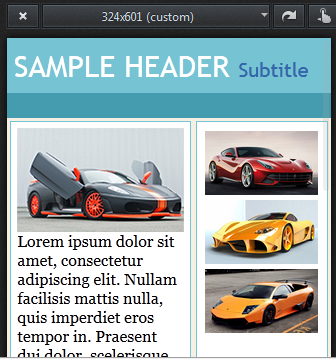 324x601 (custom)
SAMPLE HEADER Subtitle
Lorem ipsum dolor sit
amet, consectetur
adipiscing elit. Nullam
facilisis mattis nulla,
quis imperdiet eros
tempor in. Praesent
dui dolor, scelerisque